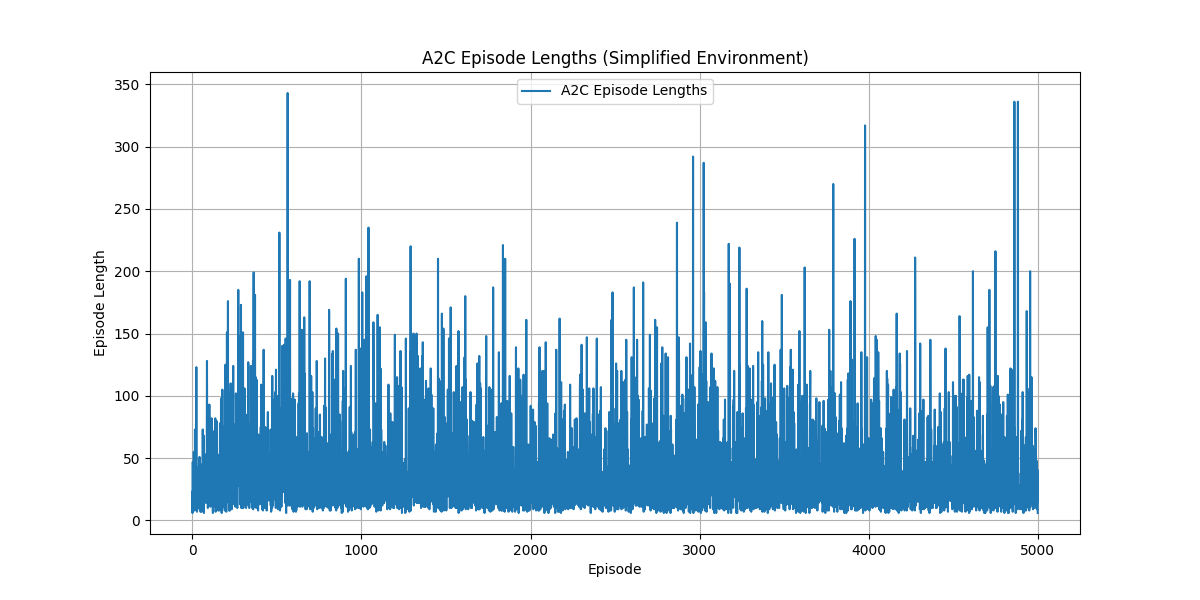 A2C Episode Lengths (Simplified Environment)
A2C Episode Lengths
350
300
250
200
150
100
50
0
Episode Length
0 1000 2000 3000 4000 5000
Episode